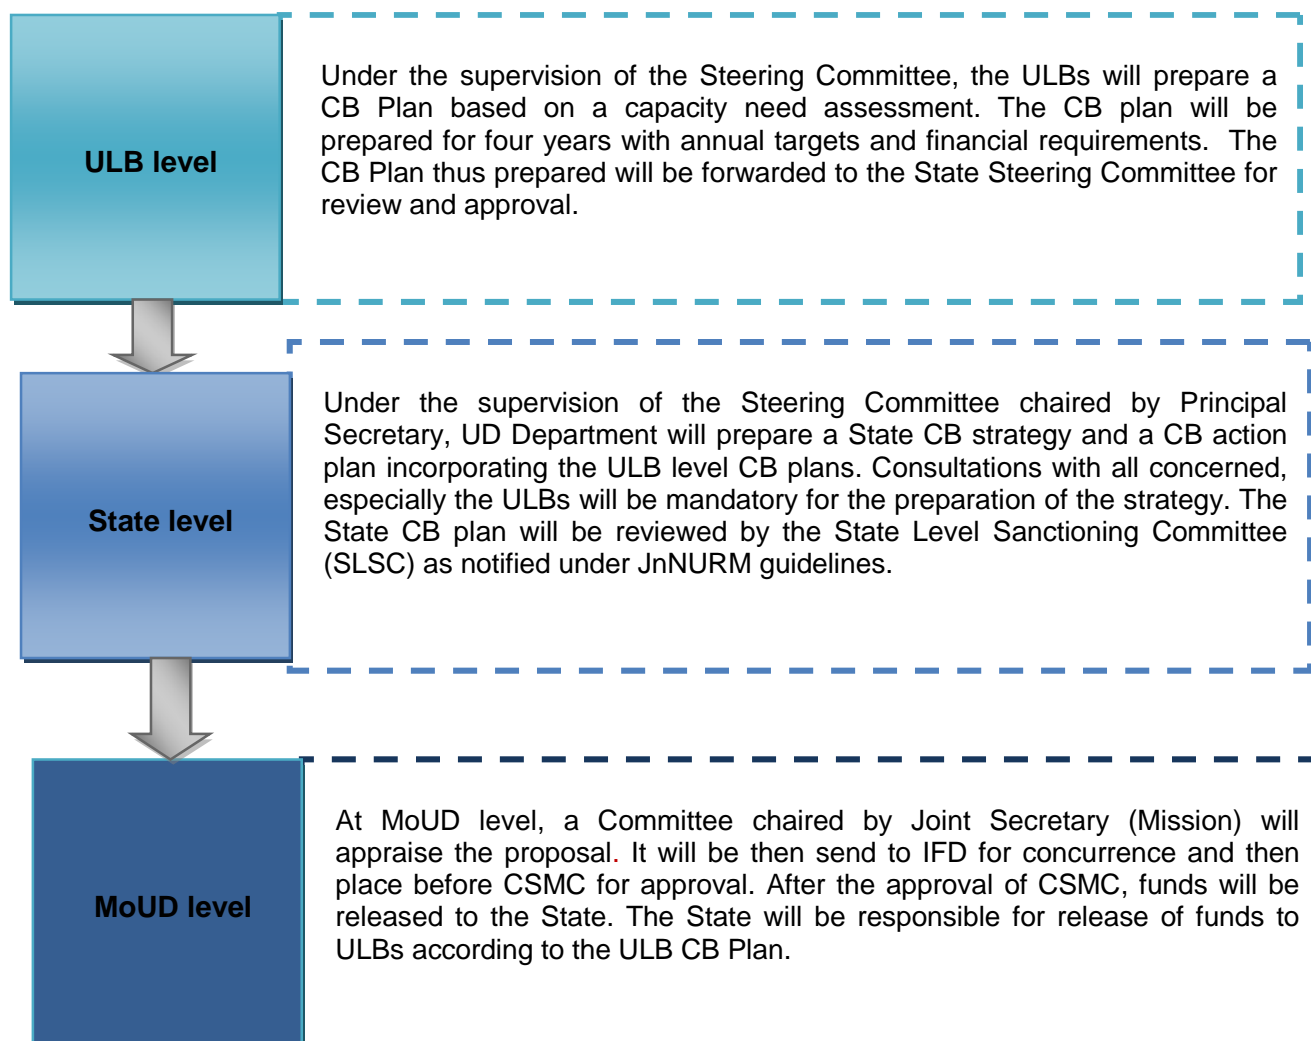 ULB level
Under the supervision of the Steering Committee, the ULBs will prepare a
CB Plan based on a capacity need assessment. The CB plan will be
prepared for four years with annual targets and financial requirements. The
CB Plan thus prepared will be forwarded to the State Steering Committee for
review and approval.
State level
Under the supervision of the Steering Committee chaired by Principal
Secretary, UD Department will prepare a State CB strategy and a CB action
plan incorporating the ULB level CB plans. Consultations with all concerned,
especially the ULBs will be mandatory for the preparation of the strategy. The
State CB plan will be reviewed by the State Level Sanctioning Committee
(SLSC) as notified under JnNURM guidelines.
MoUD level
At MoUD level, a Committee chaired by Joint Secretary (Mission) will
appraise the proposal. It will be then send to IFD for concurrence and then
place before CSMC for approval. After the approval of CSMC, funds will be
released to the State. The State will be responsible for release of funds to
ULBs according to the ULB CB Plan.